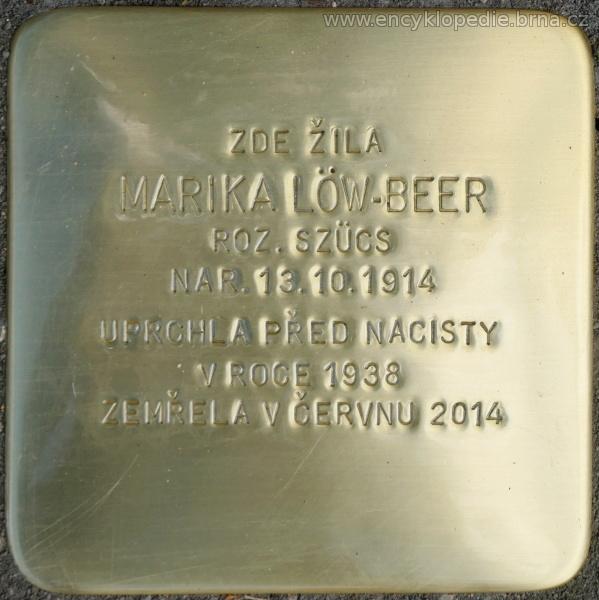 www.encyklopedie.brna.cz
ZDE ŽILA
MARIKA LÖW-BEER
ROZ. SZÜCS
NAR. 13.10.1914
UPRCHLA PŘED NACISTY
V ROCE 1938
ZEMŘELA V ČERVNU 2014